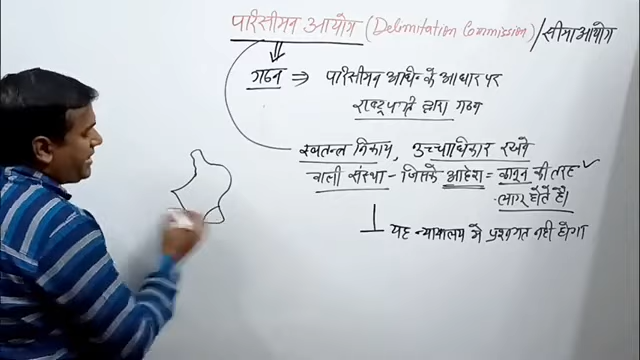 परिसीमन आयोग (Delimitation Commission) / सीमा आयोग
गठन ⇒ परिसीमन अधि० के आधार पर
राष्ट्रपति द्वारा गठन
स्वतन्त्र निकाय, उच्चाधिकार रखने
वाली संस्था - जिसके आदेश = कानून की तरह ✓
लागू होते है।
यह न्यायालय मे प्रश्नगत नही होगा